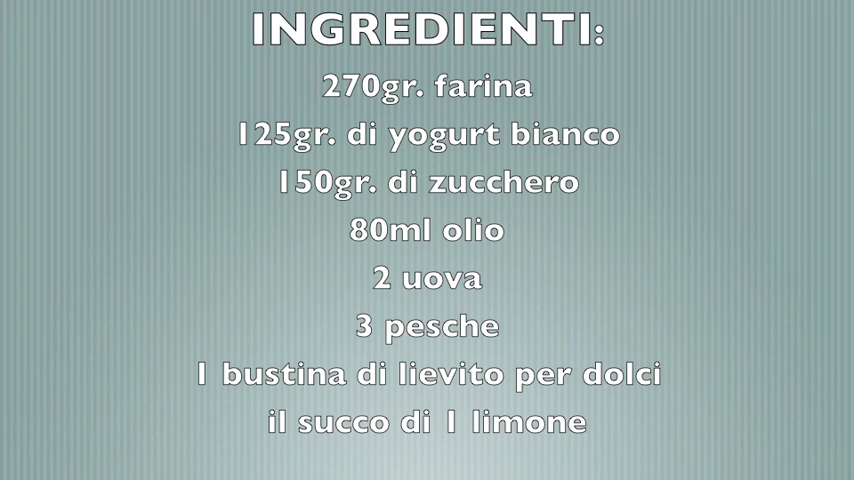 INGREDIENTI:
270gr. farina
125gr. di yogurt bianco
150gr. di zucchero
80ml olio
2 uova
3 pesche
1 bustina di lievito per dolci
il succo di 1 limone